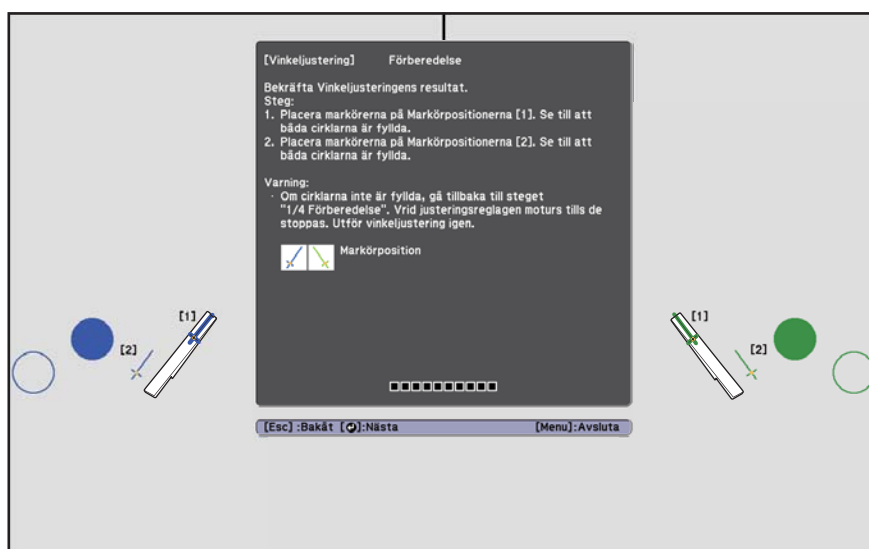 [Vinkeljustering] Förberedelse
Bekräfta Vinkeljusteringens resultat.
Steg:
1. Placera markörerna på Markörpositionerna [1]. Se till att
båda cirklarna är fyllda.
2. Placera markörerna på Markörpositionerna [2]. Se till att
båda cirklarna är fyllda.
Varning:
· Om cirklarna inte är fyllda, gå tillbaka till steget
"1/4 Förberedelse". Vrid justeringsreglagen moturs tills de
stoppas. Utför vinkeljustering igen.
Markörposition
[1]
[2]
[1]
[2]
[Esc] :Bakåt [↵]:Nästa [Menu]:Avsluta